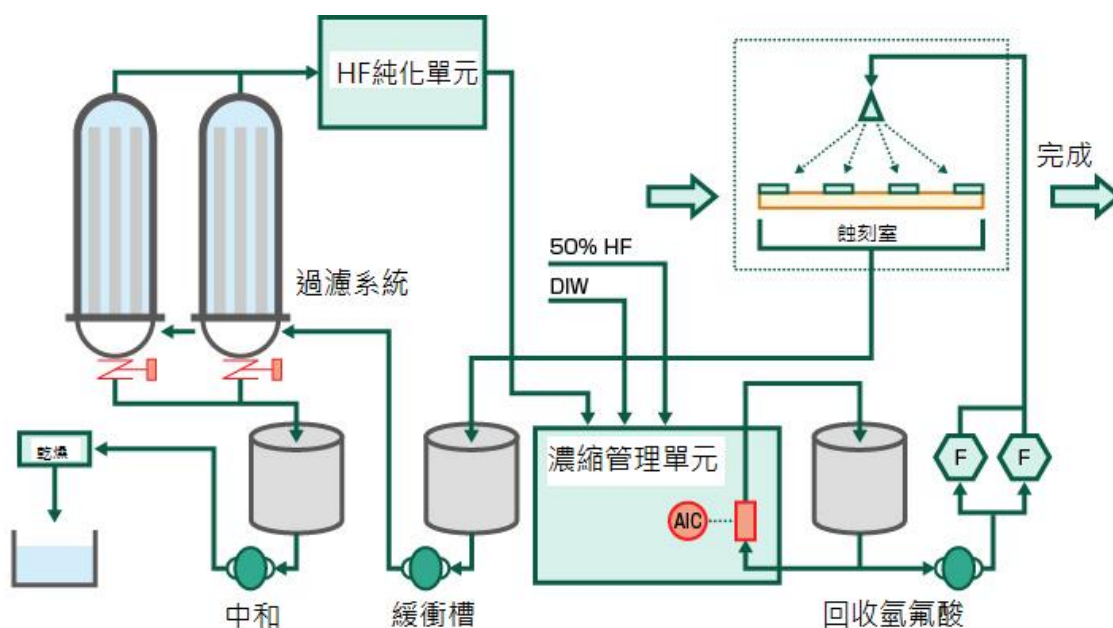 HF純化單元
完成
蝕刻室
50% HF
DIW
過濾系統
濃縮管理單元
乾燥
AIC
F
F
中和
緩衝槽
回收氫氟酸